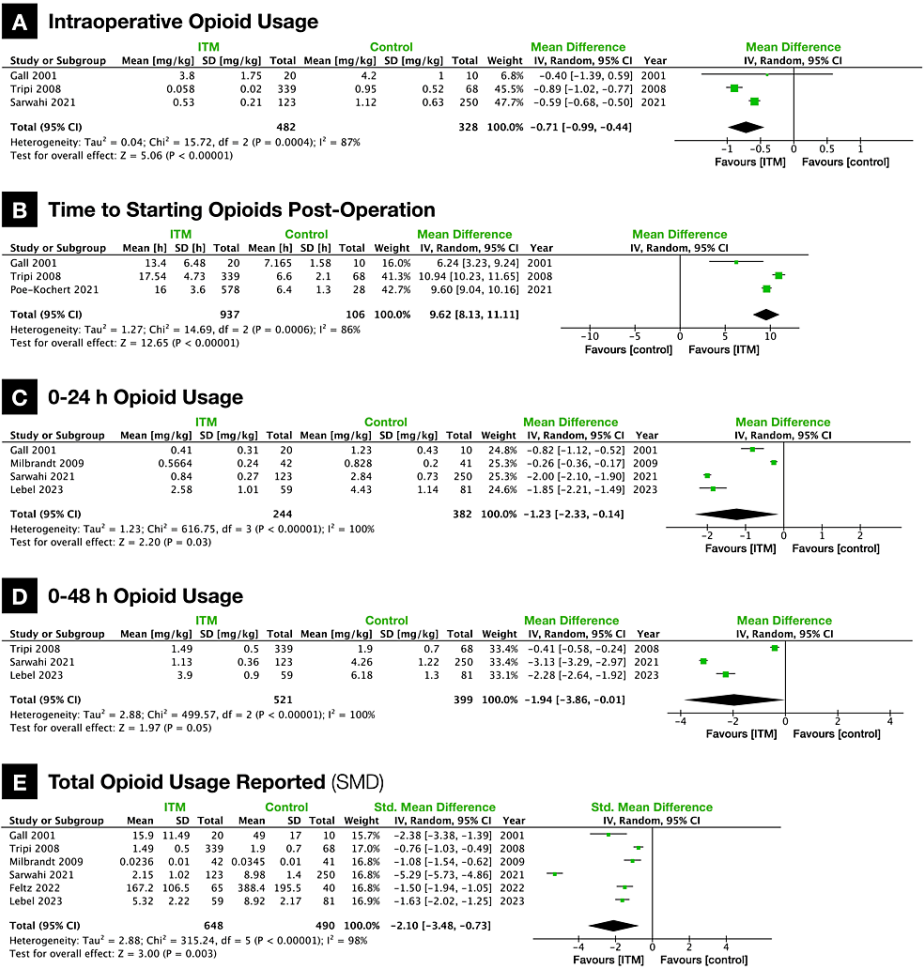 A Intraoperative Opioid Usage
ITM Control Mean Difference Mean Difference
Study or Subgroup Mean [mg/kg] SD [mg/kg] Total Mean [mg/kg] SD [mg/kg] Total Weight IV, Random, 95% CI Year IV, Random, 95% CI
Gall 2001 3.8 1.75 20 4.2 1 10 6.8% -0.40 [-1.39, 0.59] 2001
Tripi 2008 0.058 0.02 339 0.95 0.52 68 45.5% -0.89 [-1.02, -0.77] 2008
Sarwahi 2021 0.53 0.21 123 1.12 0.63 250 47.7% -0.59 [-0.68, -0.50] 2021
Total (95% CI) 482 328 100.0% -0.71 [-0.99, -0.44]
Heterogeneity: Tau² = 0.04; Chi² = 15.72, df = 2 (P = 0.0004); I² = 87%
Test for overall effect: Z = 5.06 (P < 0.00001)
-1 -0.5 0 0.5 1
Favours [ITM] Favours [control]
B Time to Starting Opioids Post-Operation
ITM Control Mean Difference Mean Difference
Study or Subgroup Mean [h] SD [h] Total Mean [h] SD [h] Total Weight IV, Random, 95% CI Year IV, Random, 95% CI
Gall 2001 13.4 6.48 20 7.165 1.58 10 16.0% 6.24 [3.23, 9.24] 2001
Tripi 2008 17.54 4.73 339 6.6 2.1 68 41.3% 10.94 [10.23, 11.65] 2008
Poe-Kochert 2021 16 3.6 578 6.4 1.3 28 42.7% 9.60 [9.04, 10.16] 2021
Total (95% CI) 937 106 100.0% 9.62 [8.13, 11.11]
Heterogeneity: Tau² = 1.27; Chi² = 14.69, df = 2 (P = 0.0006); I² = 86%
Test for overall effect: Z = 12.65 (P < 0.00001)
-10 -5 0 5 10
Favours [control] Favours [ITM]
C 0-24 h Opioid Usage
ITM Control Mean Difference Mean Difference
Study or Subgroup Mean [mg/kg] SD [mg/kg] Total Mean [mg/kg] SD [mg/kg] Total Weight IV, Random, 95% CI Year IV, Random, 95% CI
Gall 2001 0.41 0.31 20 1.23 0.43 10 24.8% -0.82 [-1.12, -0.52] 2001
Milbrandt 2009 0.5664 0.24 42 0.828 0.2 41 25.3% -0.26 [-0.36, -0.17] 2009
Sarwahi 2021 0.84 0.27 123 2.84 0.73 250 25.3% -2.00 [-2.10, -1.90] 2021
Lebel 2023 2.58 1.01 59 4.43 1.14 81 24.6% -1.85 [-2.21, -1.49] 2023
Total (95% CI) 244 382 100.0% -1.23 [-2.33, -0.14]
Heterogeneity: Tau² = 1.23; Chi² = 616.75, df = 3 (P < 0.00001); I² = 100%
Test for overall effect: Z = 2.20 (P = 0.03)
-2 -1 0 1 2
Favours [ITM] Favours [control]
D 0-48 h Opioid Usage
ITM Control Mean Difference Mean Difference
Study or Subgroup Mean [mg/kg] SD [mg/kg] Total Mean [mg/kg] SD [mg/kg] Total Weight IV, Random, 95% CI Year IV, Random, 95% CI
Tripi 2008 1.49 0.5 339 1.9 0.7 68 33.4% -0.41 [-0.58, -0.24] 2008
Sarwahi 2021 1.13 0.36 123 4.26 1.22 250 33.4% -3.13 [-3.29, -2.97] 2021
Lebel 2023 3.9 0.9 59 6.18 1.3 81 33.1% -2.28 [-2.64, -1.92] 2023
Total (95% CI) 521 399 100.0% -1.94 [-3.86, -0.01]
Heterogeneity: Tau² = 2.88; Chi² = 499.57, df = 2 (P < 0.00001); I² = 100%
Test for overall effect: Z = 1.97 (P = 0.05)
-4 -2 0 2 4
Favours [ITM] Favours [control]
E Total Opioid Usage Reported (SMD)
ITM Control Std. Mean Difference Std. Mean Difference
Study or Subgroup Mean SD Total Mean SD Total Weight IV, Random, 95% CI Year IV, Random, 95% CI
Gall 2001 15.9 11.49 20 49 17 10 15.7% -2.38 [-3.38, -1.39] 2001
Tripi 2008 1.49 0.5 339 1.9 0.7 68 17.0% -0.76 [-1.03, -0.49] 2008
Milbrandt 2009 0.0236 0.01 42 0.0345 0.01 41 16.8% -1.08 [-1.54, -0.62] 2009
Sarwahi 2021 2.15 1.02 123 8.98 1.4 250 16.8% -5.29 [-5.73, -4.86] 2021
Feltz 2022 167.2 106.5 65 388.4 195.5 40 16.8% -1.50 [-1.94, -1.05] 2022
Lebel 2023 5.32 2.22 59 8.92 2.17 81 16.9% -1.63 [-2.02, -1.25] 2023
Total (95% CI) 648 490 100.0% -2.10 [-3.48, -0.73]
Heterogeneity: Tau² = 2.88; Chi² = 315.24, df = 5 (P < 0.00001); I² = 98%
Test for overall effect: Z = 3.00 (P = 0.003)
-4 -2 0 2 4
Favours [ITM] Favours [control]